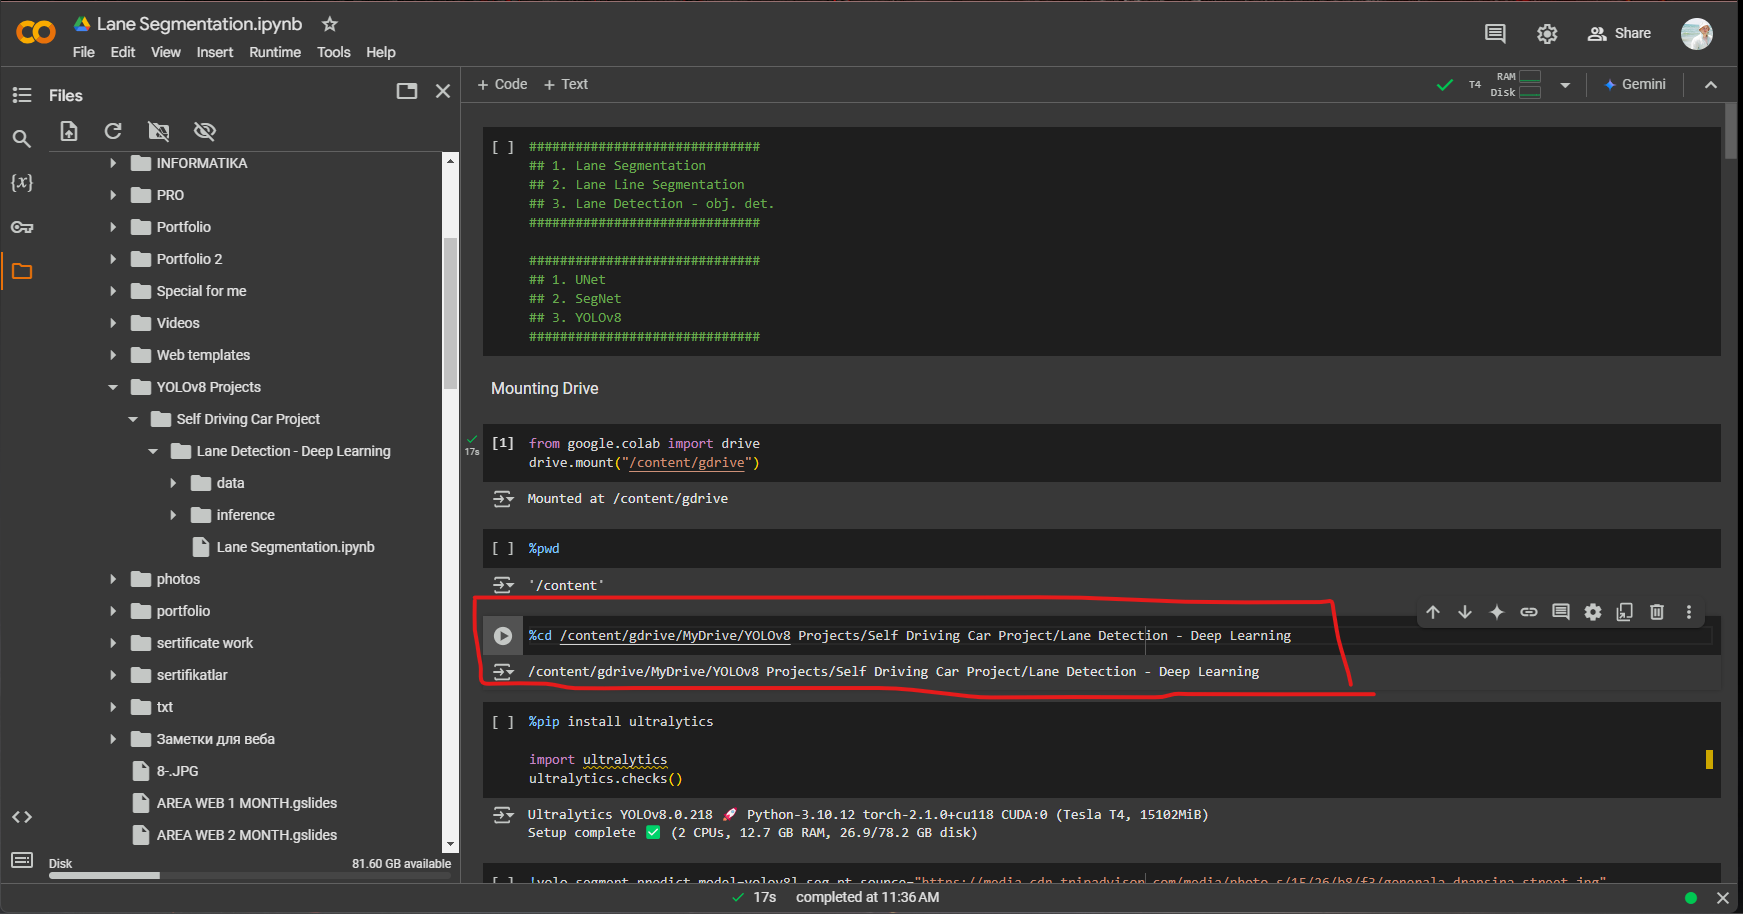 Lane Segmentation.ipynb
File Edit View Insert Runtime Tools Help
Share
Files
+ Code + Text
T4 RAM Disk
Gemini
INFORMATIKA
PRO
Portfolio
Portfolio 2
Special for me
Videos
Web templates
YOLOv8 Projects
Self Driving Car Project
Lane Detection - Deep Learning
data
inference
Lane Segmentation.ipynb
photos
portfolio
sertificate work
sertifikatlar
txt
Заметки для веба
8-.JPG
AREA WEB 1 MONTH.gslides
AREA WEB 2 MONTH.gslides
Disk 81.60 GB available
{x}
[ ] ##############################
## 1. Lane Segmentation
## 2. Lane Line Segmentation
## 3. Lane Detection - obj. det.
##############################
##############################
## 1. UNet
## 2. SegNet
## 3. YOLOv8
##############################
Mounting Drive
17s
[1] from google.colab import drive
drive.mount("/content/gdrive")
Mounted at /content/gdrive
[ ] %pwd
'/content'
%cd /content/gdrive/MyDrive/YOLOv8 Projects/Self Driving Car Project/Lane Detection - Deep Learning
/content/gdrive/MyDrive/YOLOv8 Projects/Self Driving Car Project/Lane Detection - Deep Learning
[ ] %pip install ultralytics
import ultralytics
ultralytics.checks()
Ultralytics YOLOv8.0.218 🚀 Python-3.10.12 torch-2.1.0+cu118 CUDA:0 (Tesla T4, 15102MiB)
Setup complete ✅ (2 CPUs, 12.7 GB RAM, 26.9/78.2 GB disk)
[ ] !yolo segment predict model=yolov8l-seg.pt source="https://media-cdn.tripadvisor.com/media/photo-s/15/26/b8/f3/
17s completed at 11:36 AM